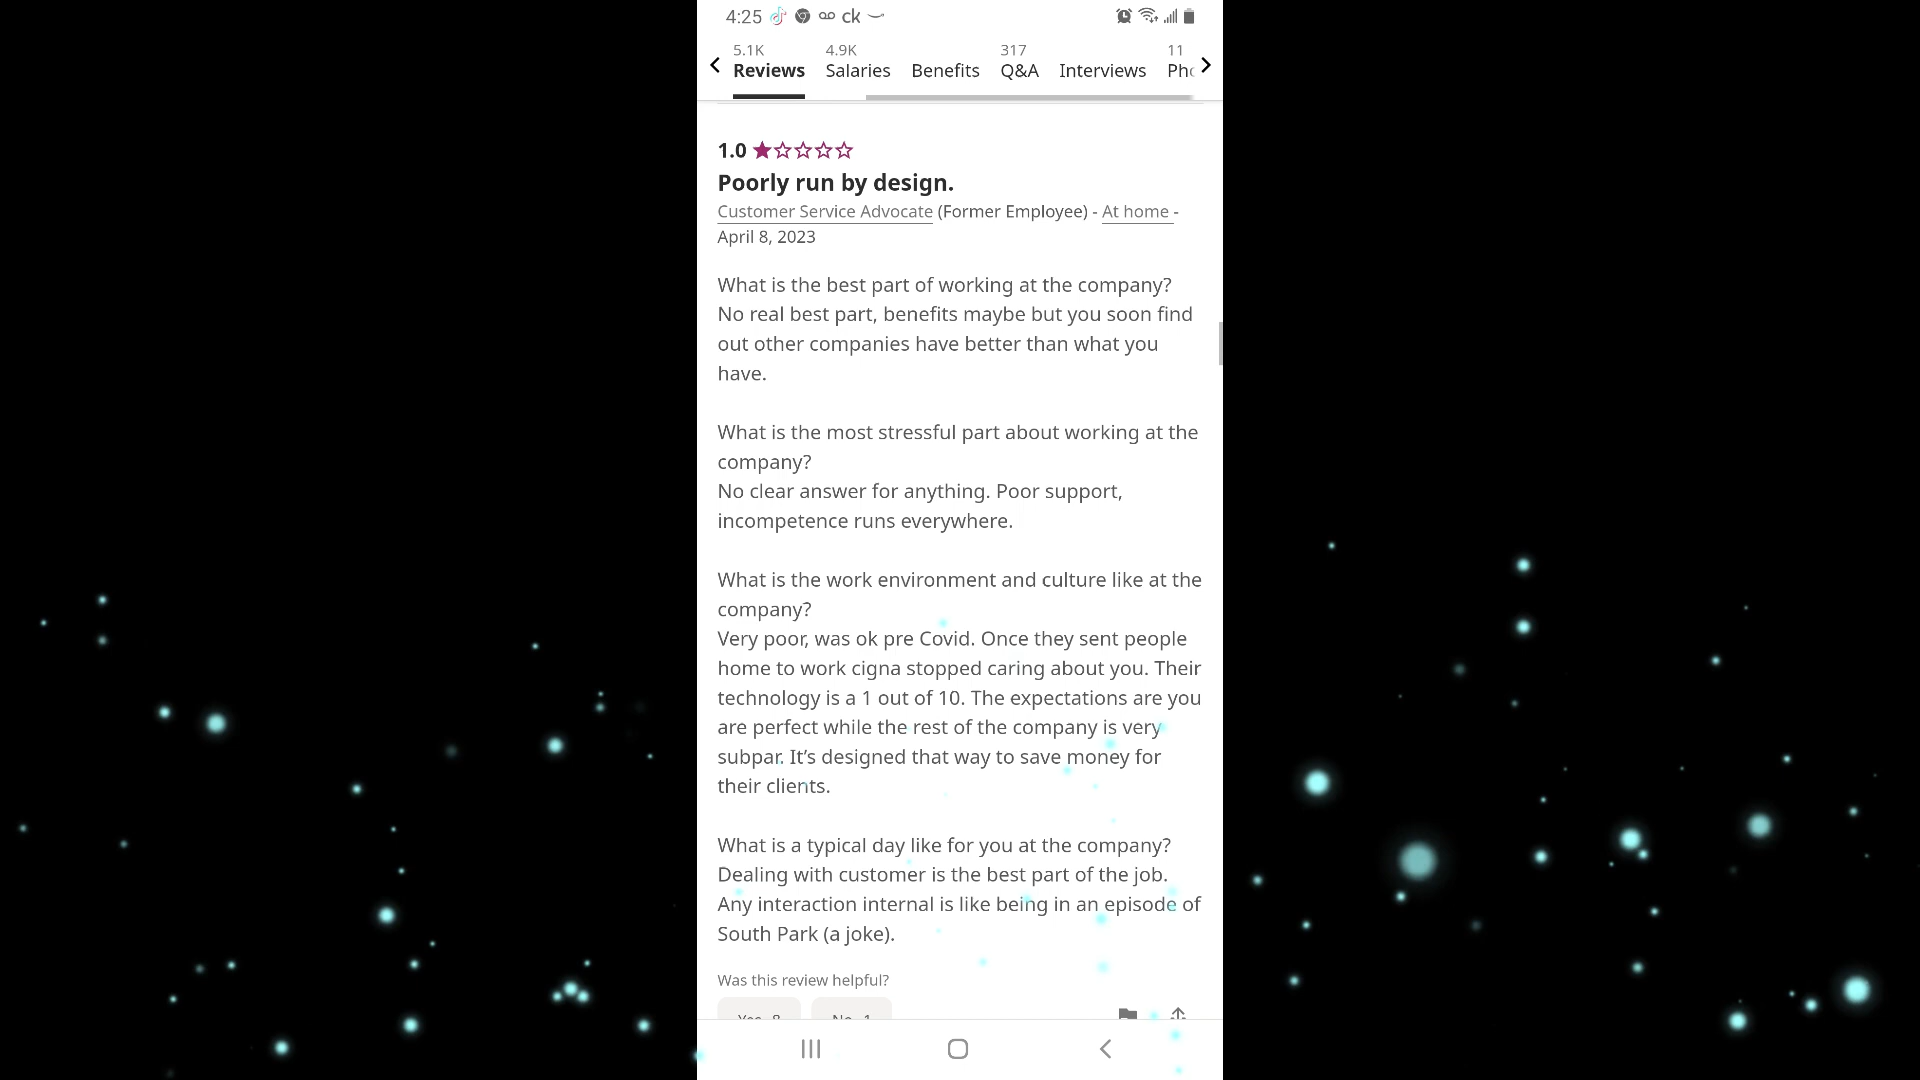 4:25 ck
5.1K 4.9K 317 11
Reviews Salaries Benefits Q&A Interviews Pho
1.0
Poorly run by design.
Customer Service Advocate (Former Employee) - At home -
April 8, 2023
What is the best part of working at the company?
No real best part, benefits maybe but you soon find
out other companies have better than what you
have.
What is the most stressful part about working at the
company?
No clear answer for anything. Poor support,
incompetence runs everywhere.
What is the work environment and culture like at the
company?
Very poor, was ok pre Covid. Once they sent people
home to work cigna stopped caring about you. Their
technology is a 1 out of 10. The expectations are you
are perfect while the rest of the company is very
subpar. It’s designed that way to save money for
their clients.
What is a typical day like for you at the company?
Dealing with customer is the best part of the job.
Any interaction internal is like being in an episode of
South Park (a joke).
Was this review helpful?
Yes 8 No 1